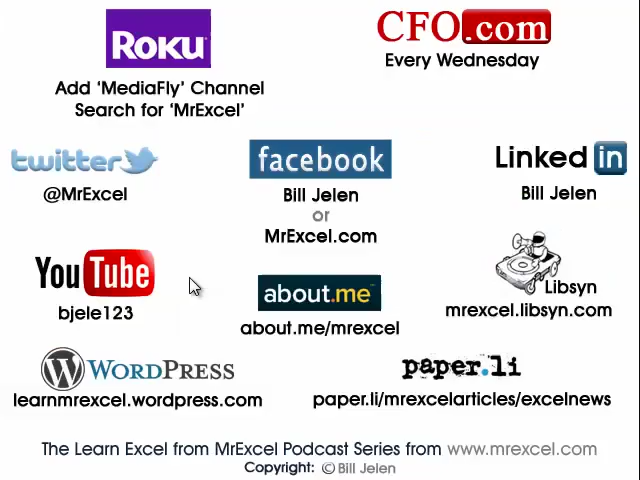 ROKU
CFO.com
Every Wednesday
Add ‘MediaFly’ Channel
Search for ‘MrExcel’
twitter
facebook
Linked in
@MrExcel
Bill Jelen
or
MrExcel.com
Bill Jelen
YouTube
bjele123
about.me™
about.me/mrexcel
Libsyn
mrexcel.libsyn.com
WORDPRESS
learnmrexcel.wordpress.com
paper.li
paper.li/mrexcelarticles/excelnews
The Learn Excel from MrExcel Podcast Series from www.mrexcel.com
Copyright: ©Bill Jelen